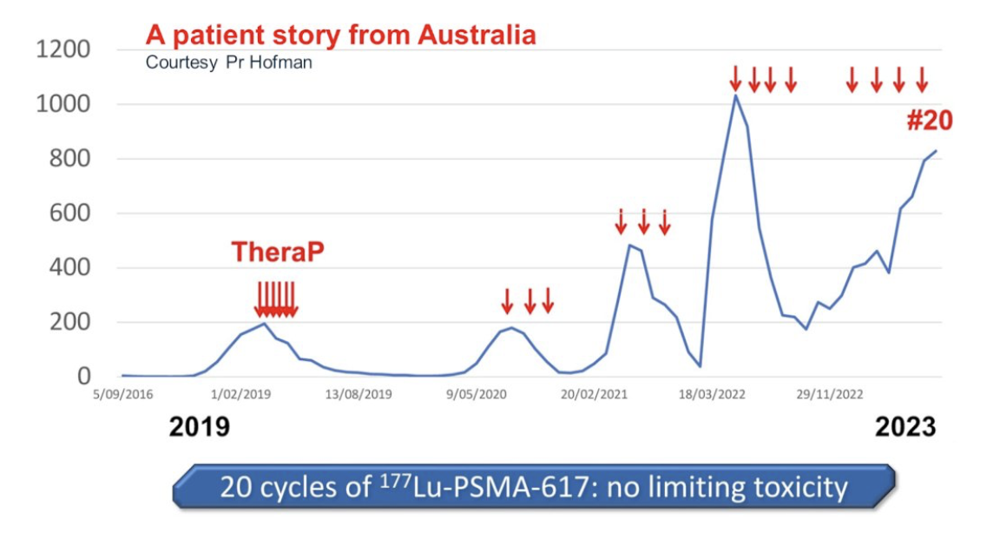 A patient story from Australia
Courtesy Pr Hofman
1200
1000
800
600
400
200
0
#20
TheraP
5/09/2016 1/02/2019 13/08/2019 9/05/2020 20/02/2021 18/03/2022 29/11/2022
2019 2023
20 cycles of ¹⁷⁷Lu-PSMA-617: no limiting toxicity